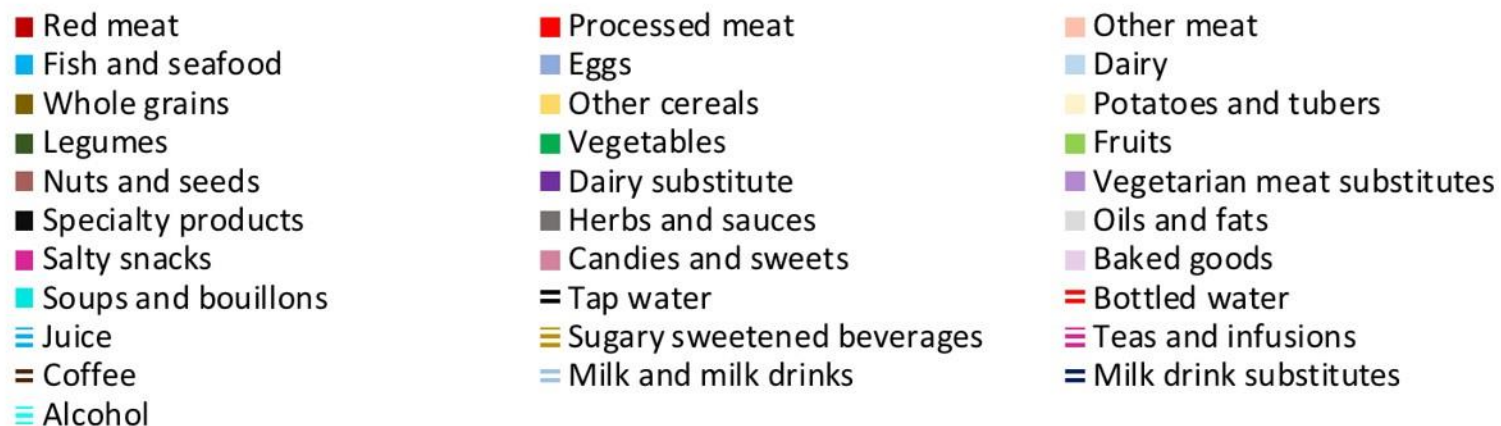 Red meat Processed meat Other meat
Fish and seafood Eggs Dairy
Whole grains Other cereals Potatoes and tubers
Legumes Vegetables Fruits
Nuts and seeds Dairy substitute Vegetarian meat substitutes
Specialty products Herbs and sauces Oils and fats
Salty snacks Candies and sweets Baked goods
Soups and bouillons Tap water Bottled water
Juice Sugary sweetened beverages Teas and infusions
Coffee Milk and milk drinks Milk drink substitutes
Alcohol